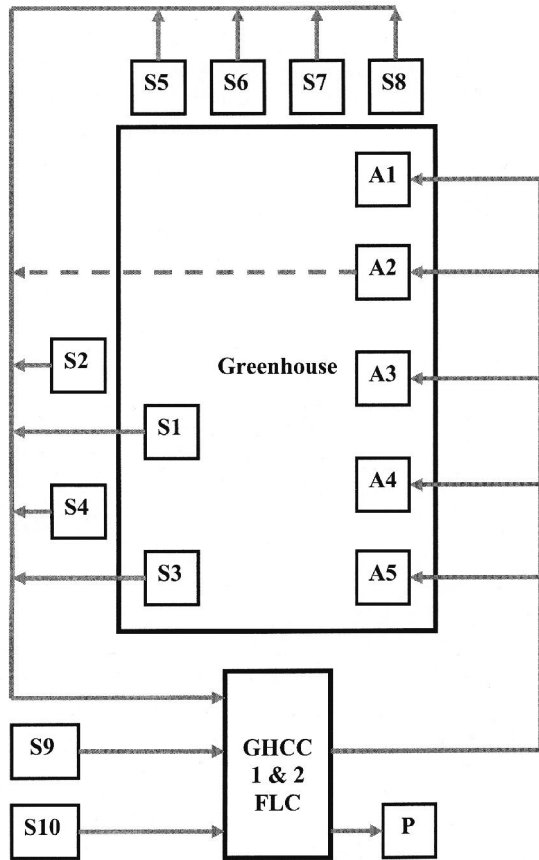 S5
S6
S7
S8
A1
A2
S2
Greenhouse
A3
S1
S4
A4
S3
A5
S9
GHCC
1 & 2
FLC
S10
P